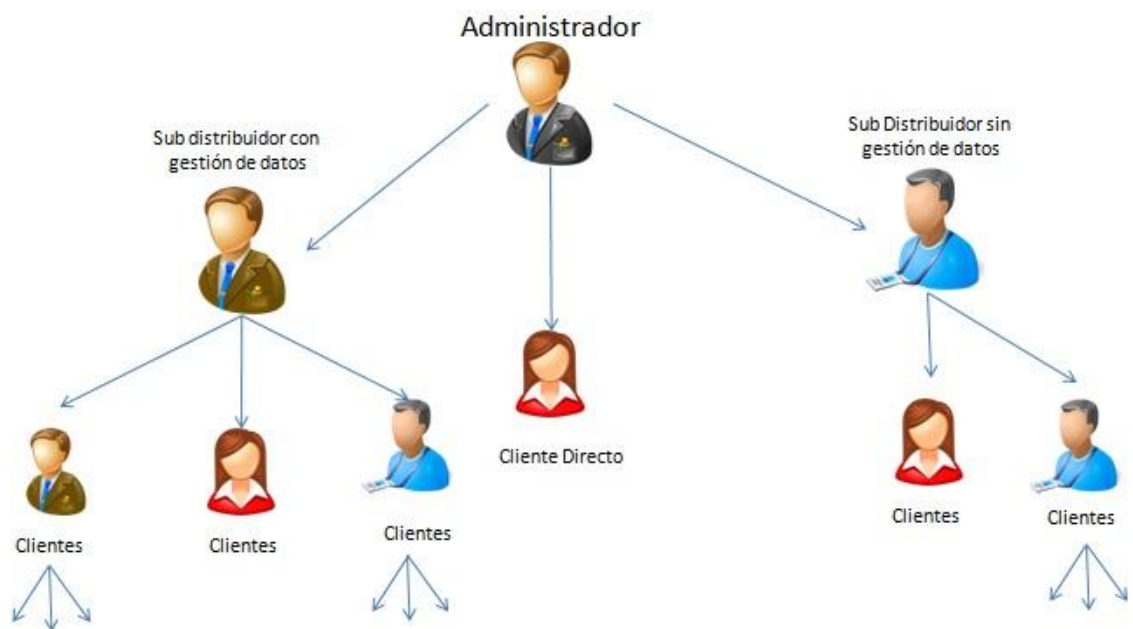 Administrador
Sub distribuidor con
gestión de datos
Sub Distribuidor sin
gestión de datos
Cliente Directo
Clientes
Clientes
Clientes
Clientes
Clientes